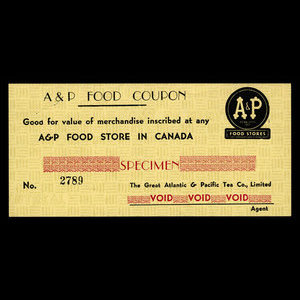 A & P FOOD COUPON
Good for value of merchandise inscribed at any
A&P FOOD STORE IN CANADA
A&P
FOOD STORES
SPECIMEN
No. 2789
The Great Atlantic & Pacific Tea Co., Limited
VOID VOID VOID
Agent